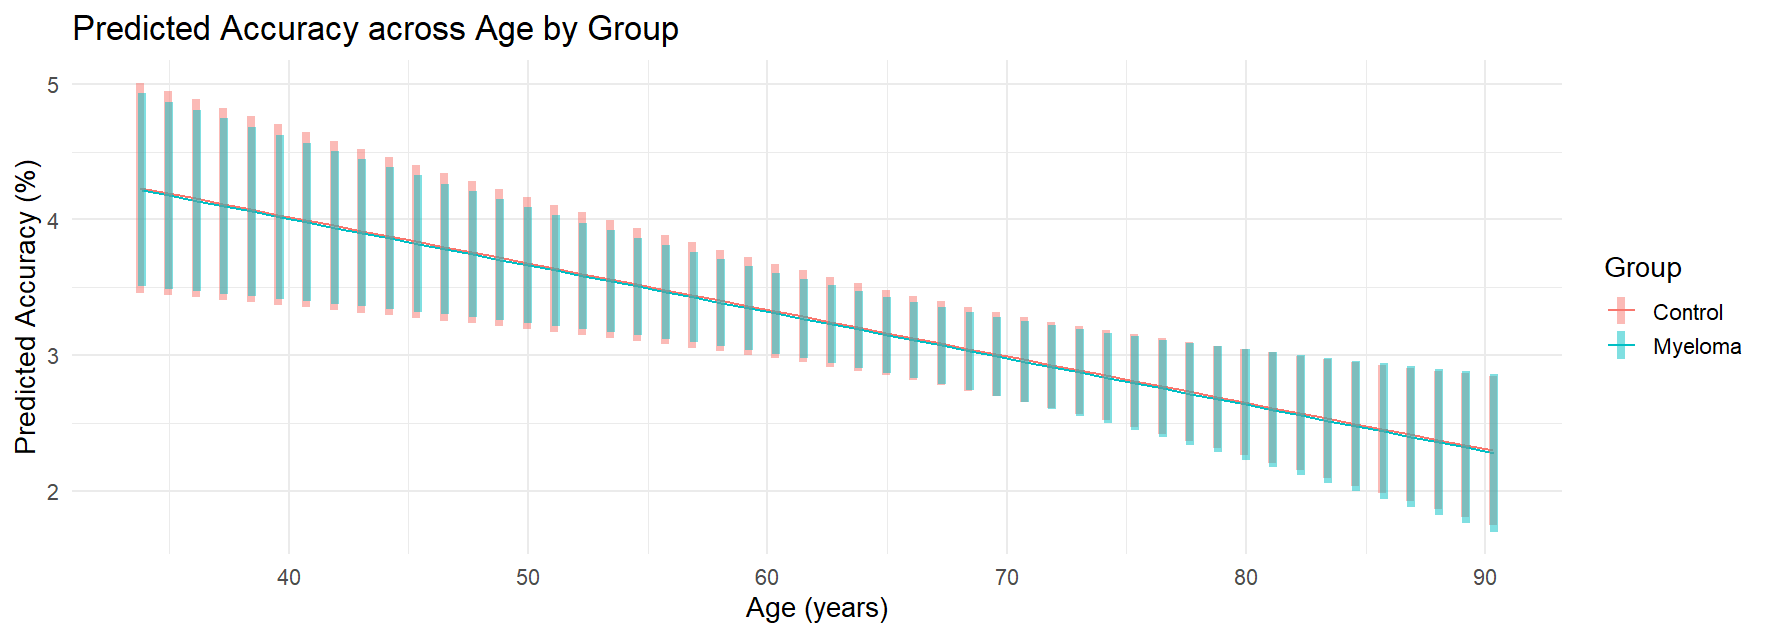 Predicted Accuracy across Age by Group
Predicted Accuracy (%)
5
4
3
2
40 50 60 70 80 90
Age (years)
Group
Control
Myeloma